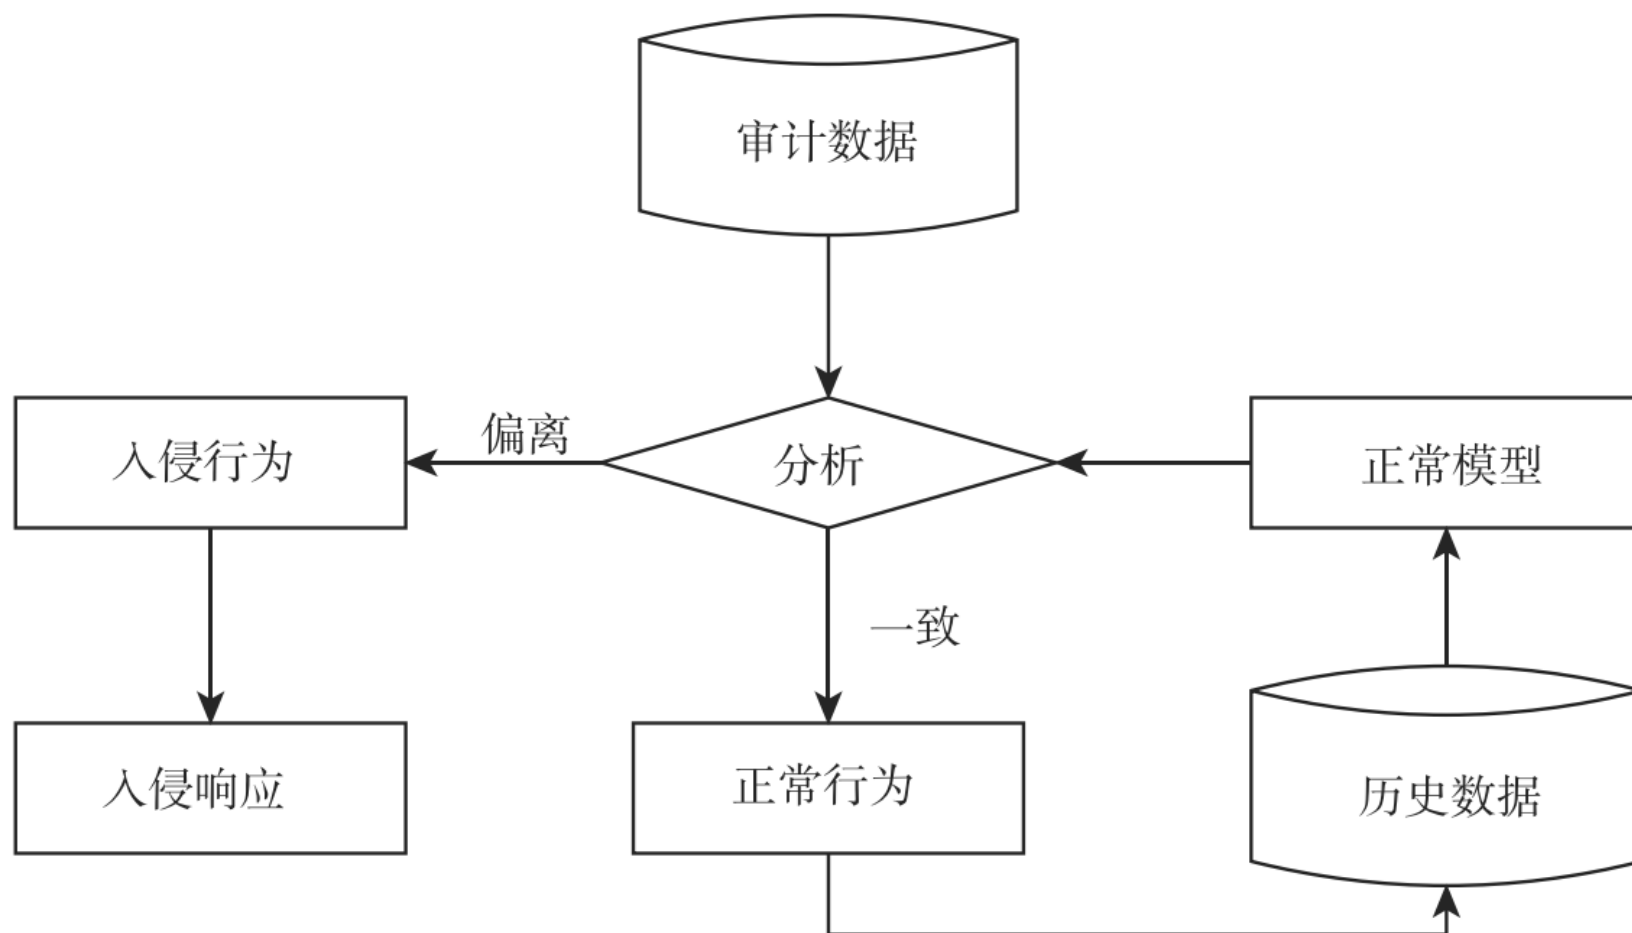 审计数据
偏离
入侵行为
分析
正常模型
一致
入侵响应
正常行为
历史数据